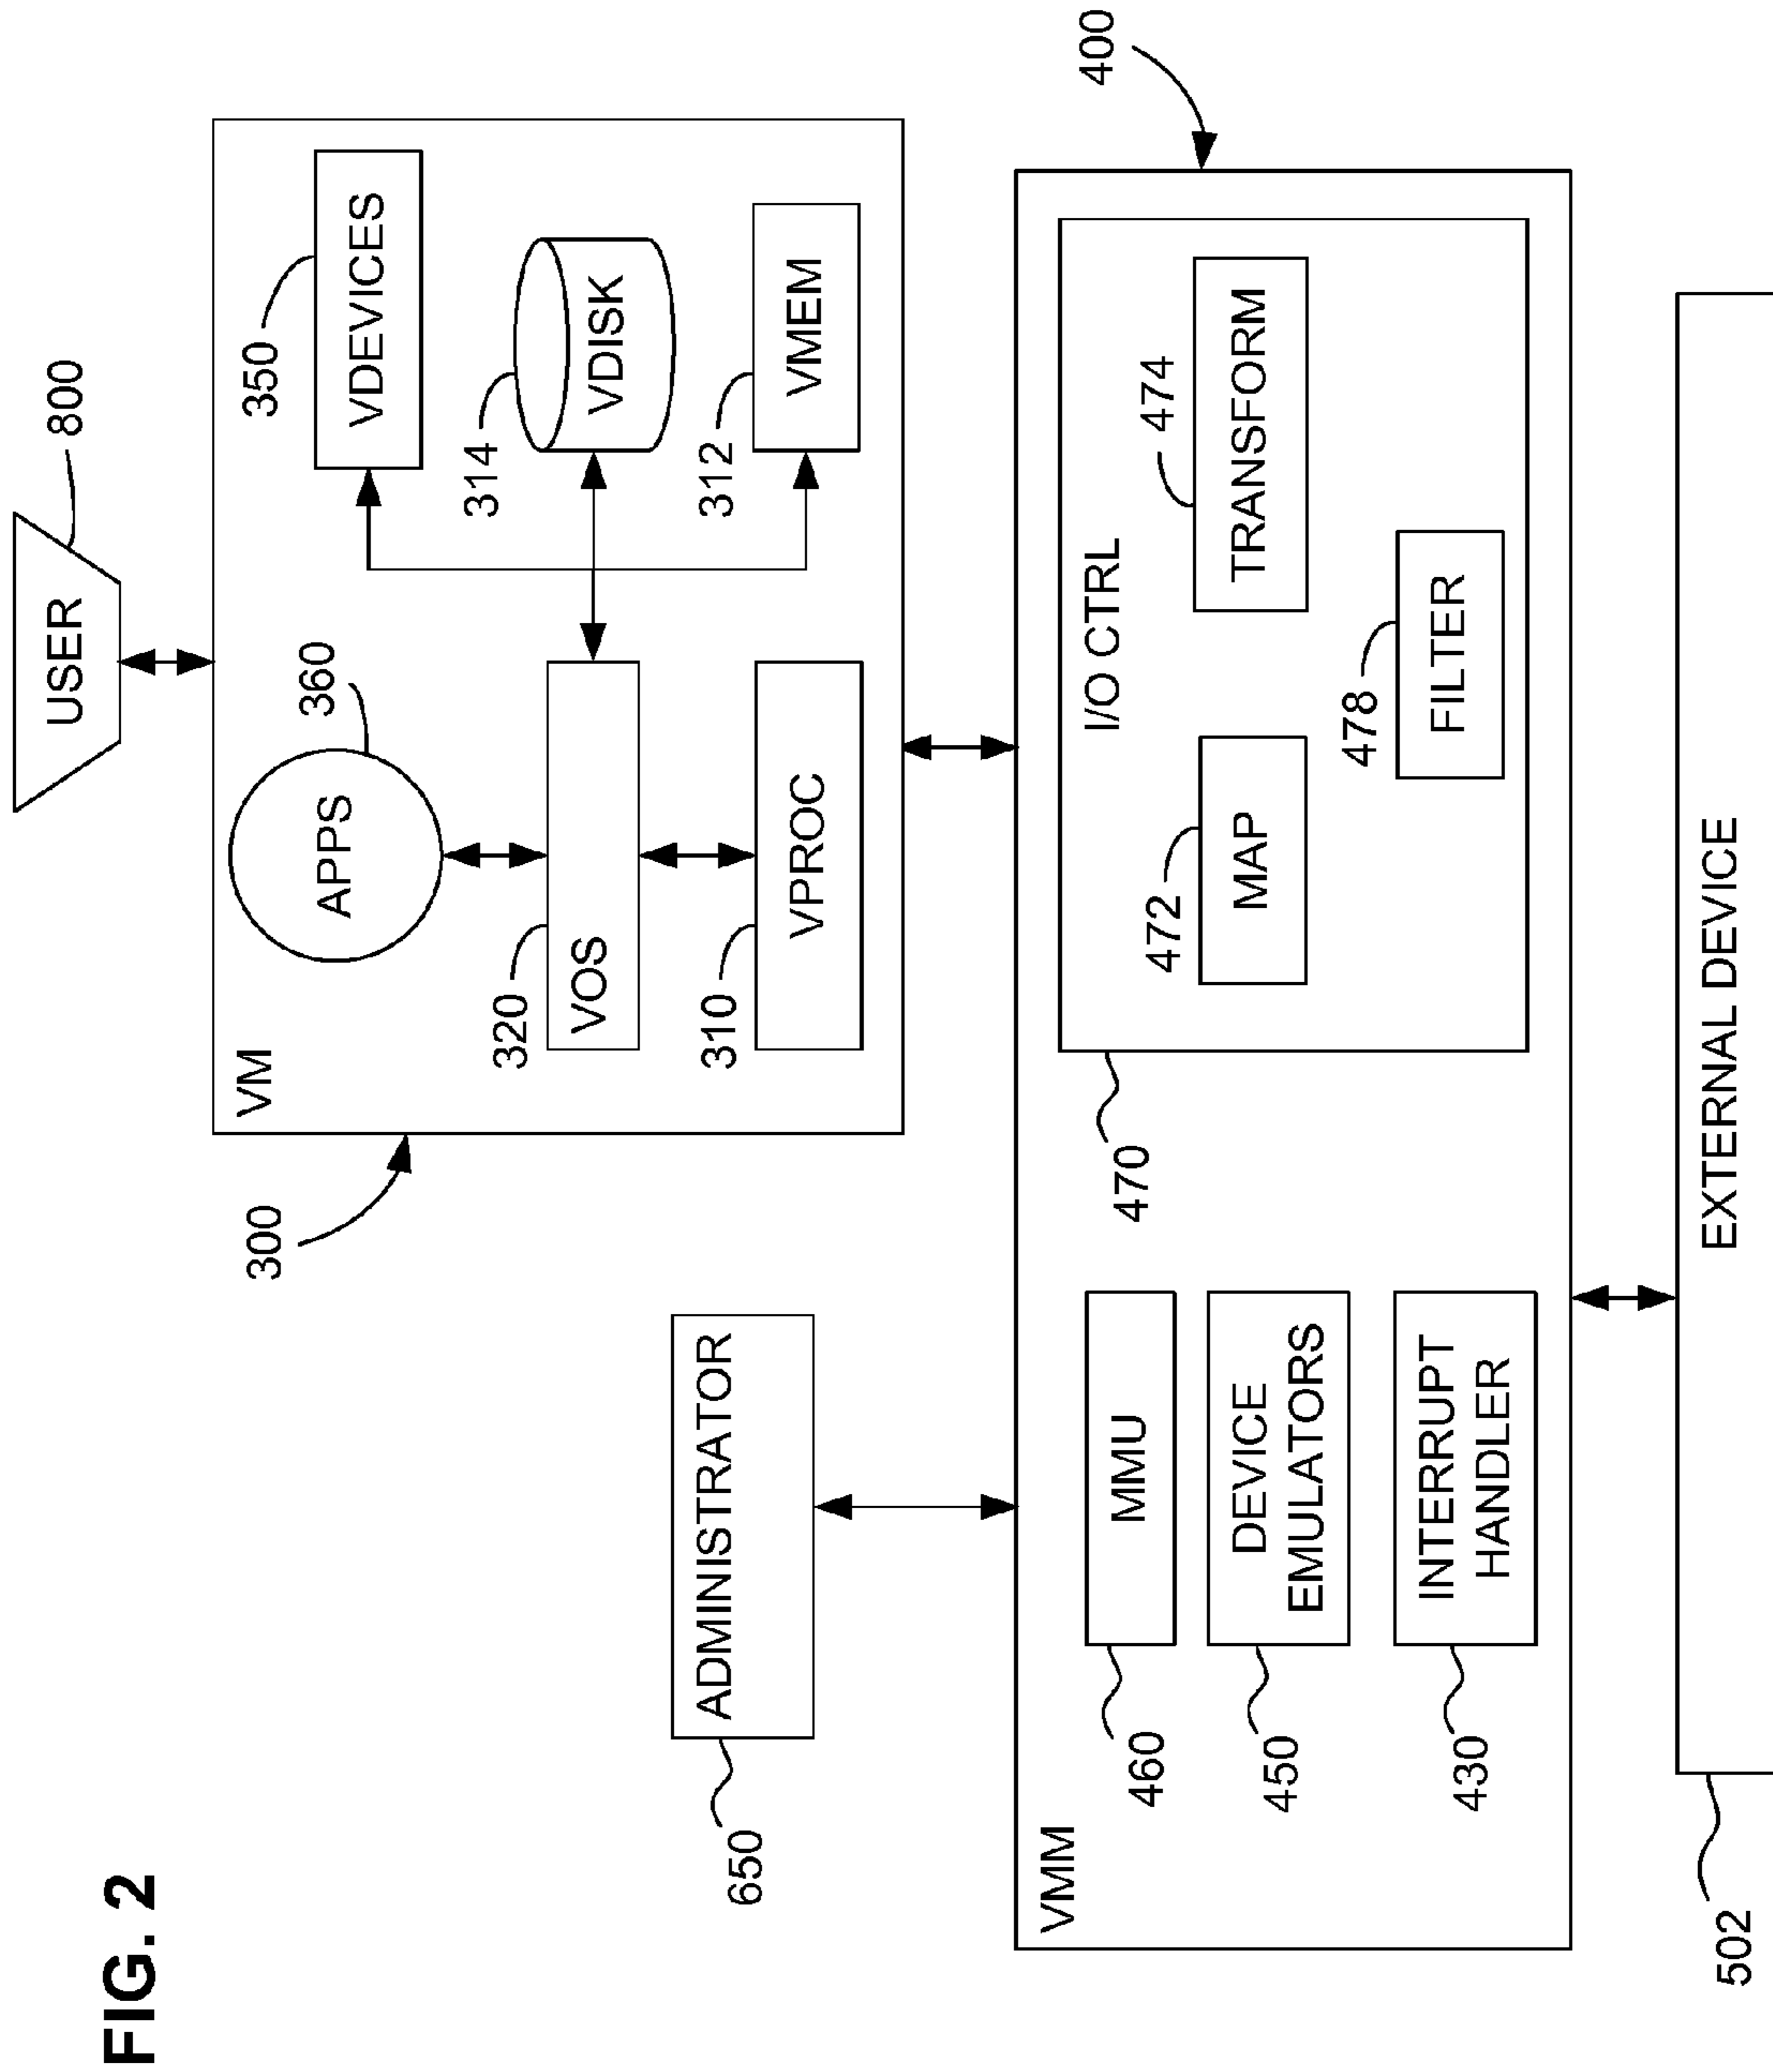 FIG. 2
USER
800
300
VM
APPS
360
350
VDEVICES
320
VOS
314
VDISK
310
VPROC
312
VMEM
650
ADMINISTRATOR
400
VMM
460
MMU
450
DEVICE
EMULATORS
430
INTERRUPT
HANDLER
470
I/O CTRL
472
MAP
474
TRANSFORM
478
FILTER
502
EXTERNAL DEVICE